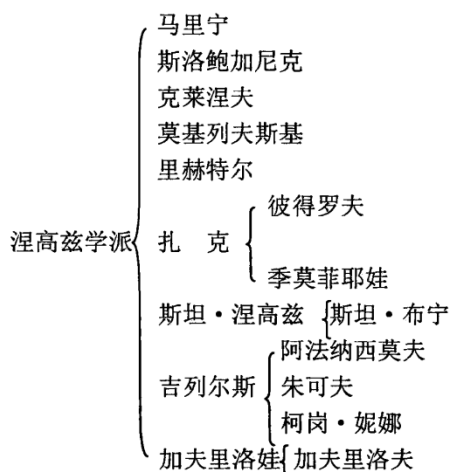 马里宁
斯洛鲍加尼克
克莱涅夫
莫基列夫斯基
里赫特尔
彼得罗夫
涅高兹学派
扎 克
季莫菲耶娃
斯坦·涅高兹 斯坦·布宁
阿法纳西莫夫
吉列尔斯 朱可夫
柯岗·妮娜
加夫里洛娃 加夫里洛夫